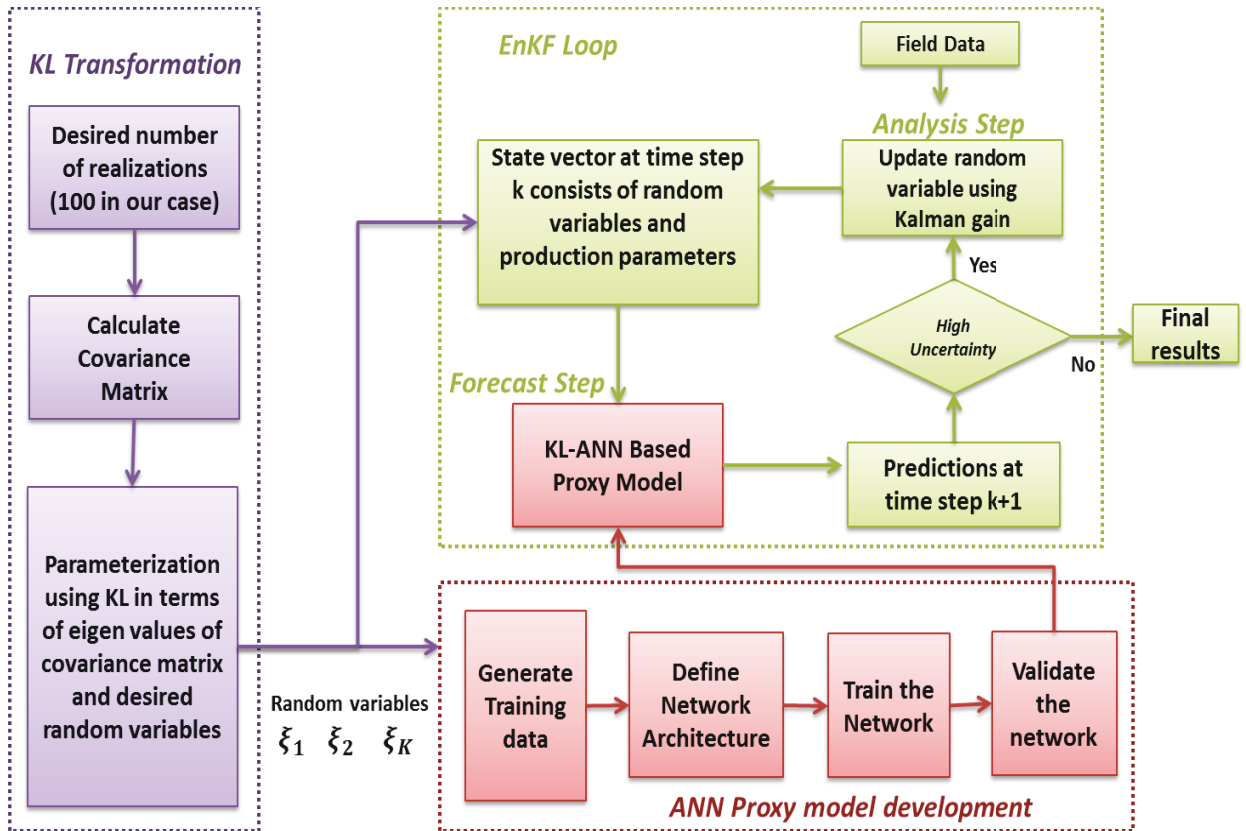 KL Transformation
Desired number
of realizations
(100 in our case)
Calculate
Covariance
Matrix
Parameterization
using KL in terms
of eigen values of
covariance matrix
and desired
random variables
Random variables
ξ1 ξ2 ξK
EnKF Loop
Field Data
Analysis Step
State vector at time step
k consists of random
variables and
production parameters
Update random
variable using
Kalman gain
Yes
High
Uncertainty
No
Final
results
Forecast Step
KL-ANN Based
Proxy Model
Predictions at
time step k+1
Generate
Training
data
Define
Network
Architecture
Train the
Network
Validate
the
network
ANN Proxy model development